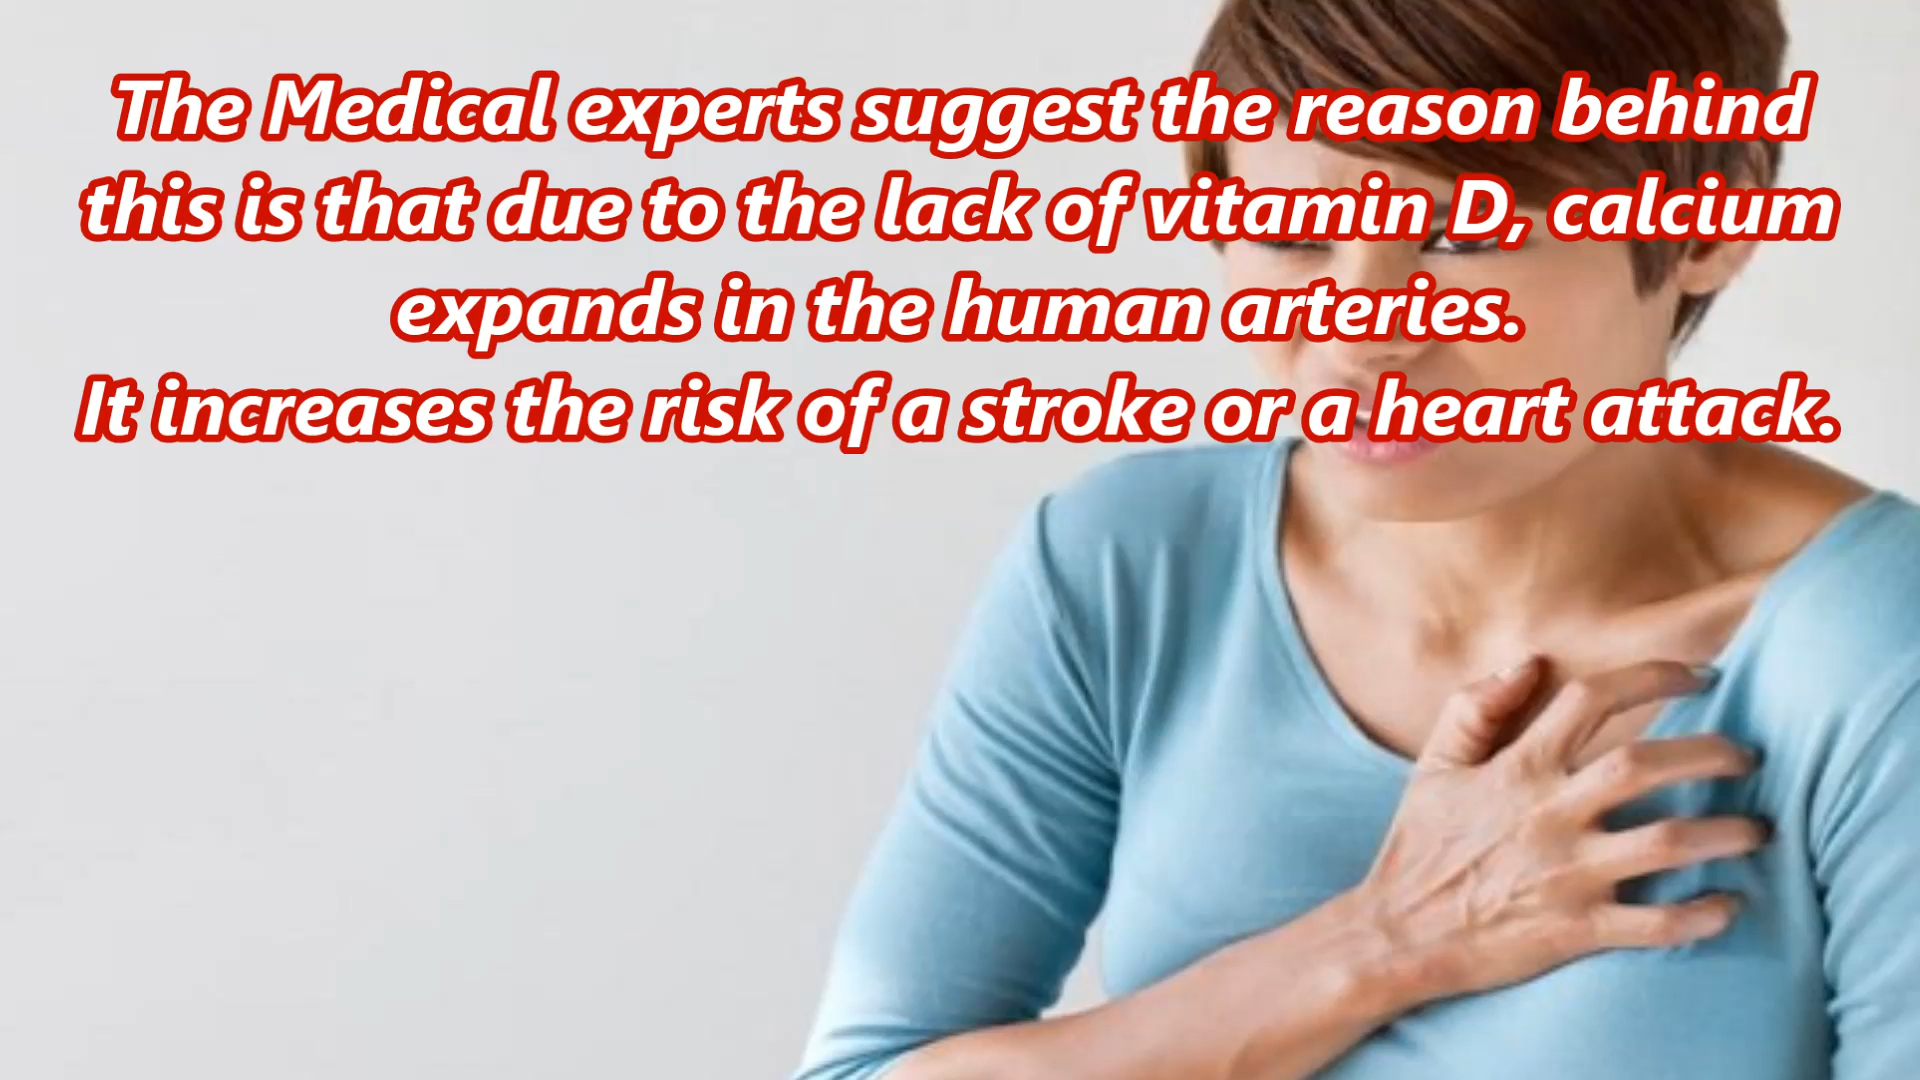 The Medical experts suggest the reason behind
this is that due to the lack of vitamin D, calcium
expands in the human arteries.
It increases the risk of a stroke or a heart attack.